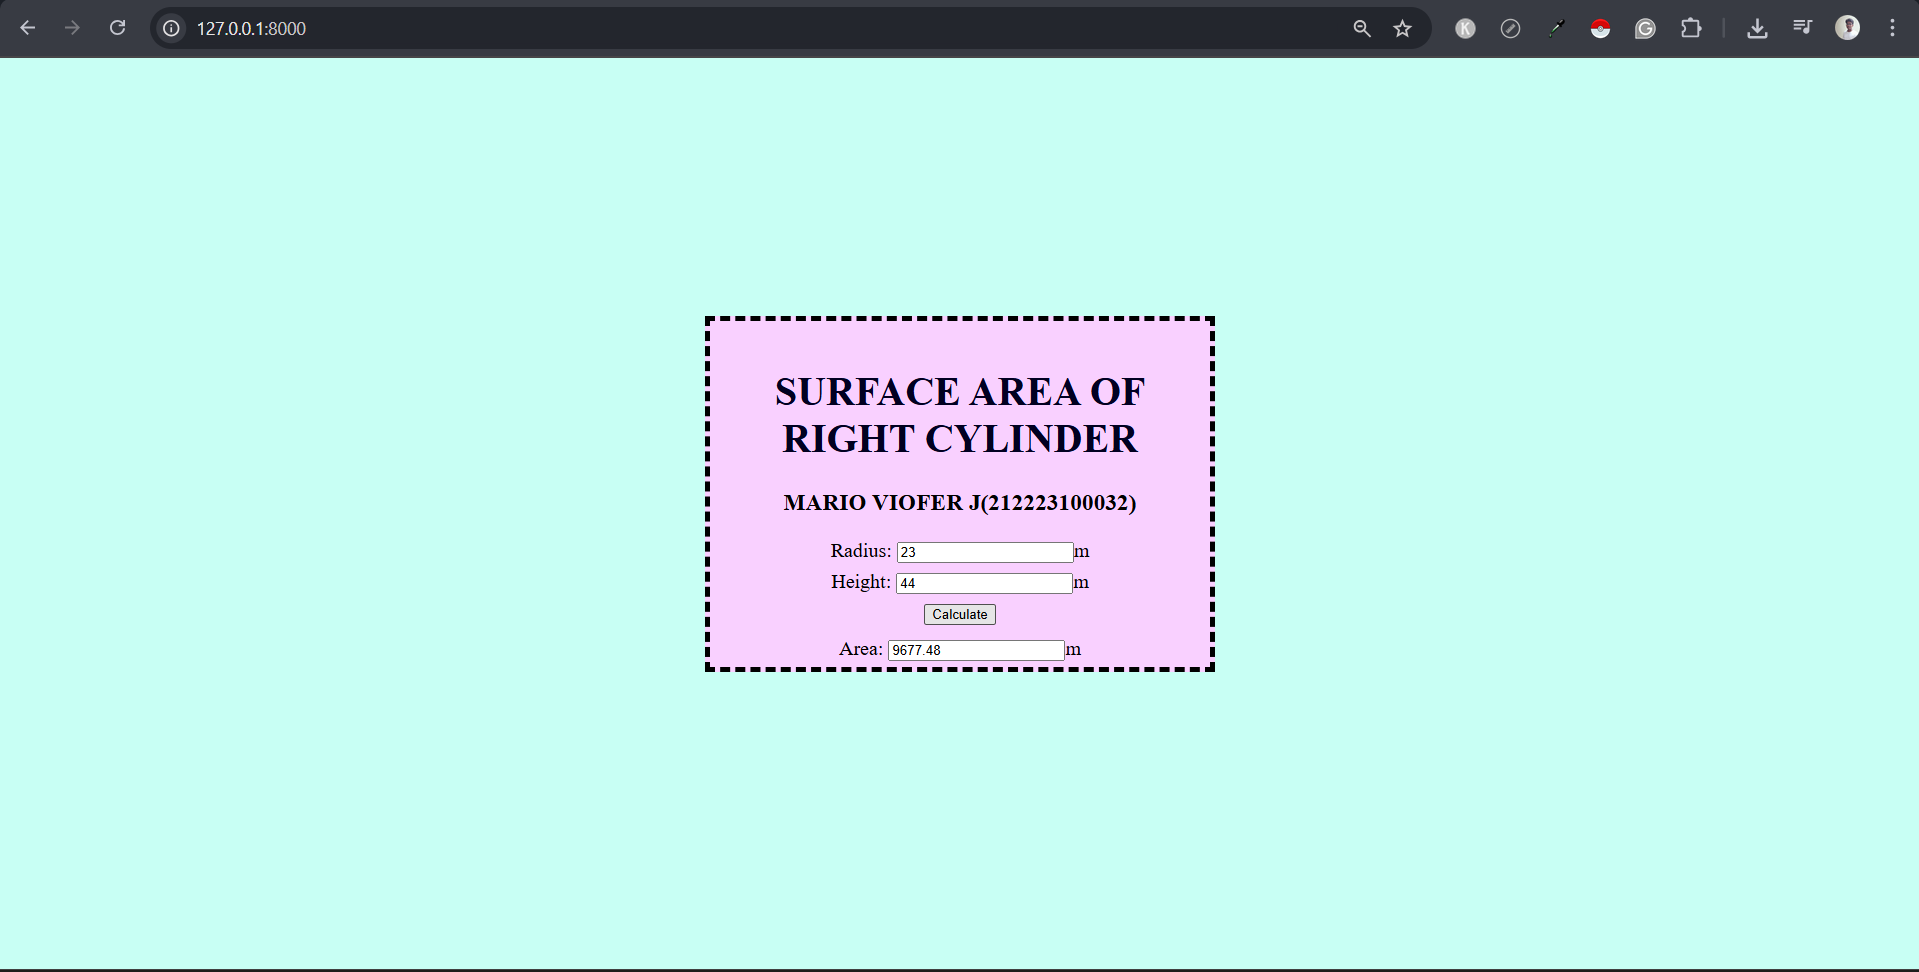 127.0.0.1:8000
SURFACE AREA OF
RIGHT CYLINDER
MARIO VIOFER J(212223100032)
Radius: 23 m
Height: 44 m
Calculate
Area: 9677.48 m